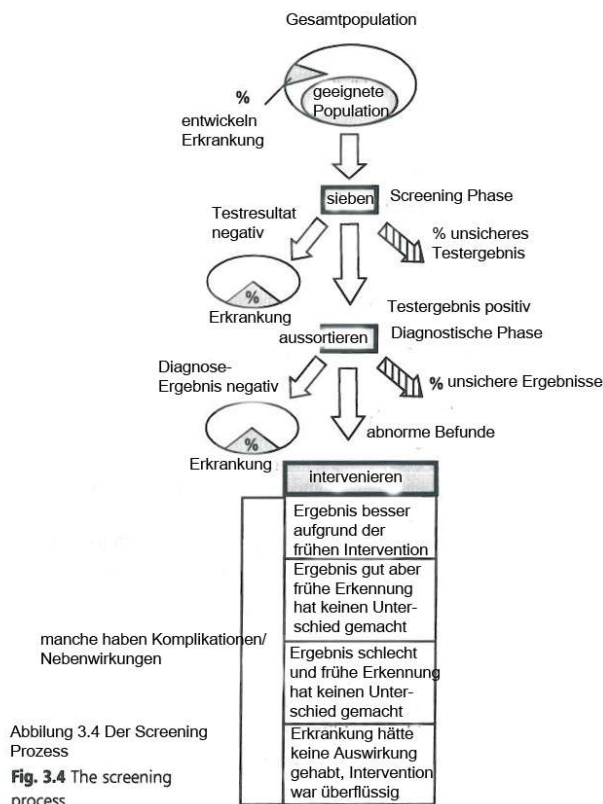 Gesamtpopulation
%
entwickeln
Erkrankung
geeignete
Population
sieben
Screening Phase
Testresultat
negativ
% unsicheres
Testergebnis
%
Erkrankung
Testergebnis positiv
aussortieren
Diagnostische Phase
Diagnose-
Ergebnis negativ
% unsichere Ergebnisse
%
Erkrankung
abnorme Befunde
intervenieren
Ergebnis besser
aufgrund der
frühen Intervention
Ergebnis gut aber
frühe Erkennung
hat keinen Unter-
schied gemacht
manche haben Komplikationen/
Nebenwirkungen
Ergebnis schlecht
und frühe Erkennung
hat keinen Unter-
schied gemacht
Erkrankung hätte
keine Auswirkung
gehabt, Intervention
war überflüssig
Abbilung 3.4 Der Screening
Prozess
Fig. 3.4 The screening
process